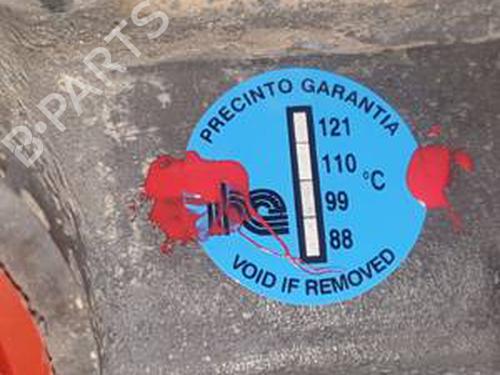 B-PARTS
PRECINTO GARANTIA
121
110
°C
99
88
VOID IF REMOVED